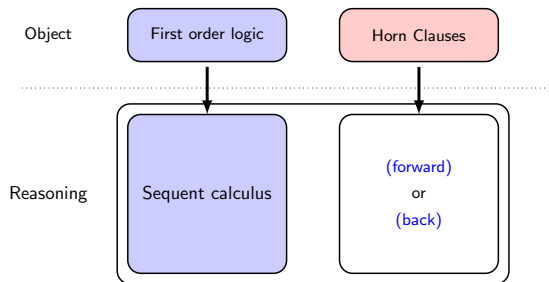 Object
First order logic
Horn Clauses
Reasoning
Sequent calculus
(forward)
or
(back)